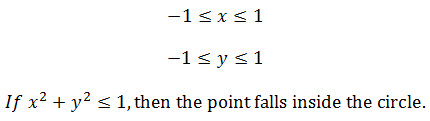 −1 ≤ x ≤ 1
−1 ≤ y ≤ 1
If x² + y² ≤ 1, then the point falls inside the circle.